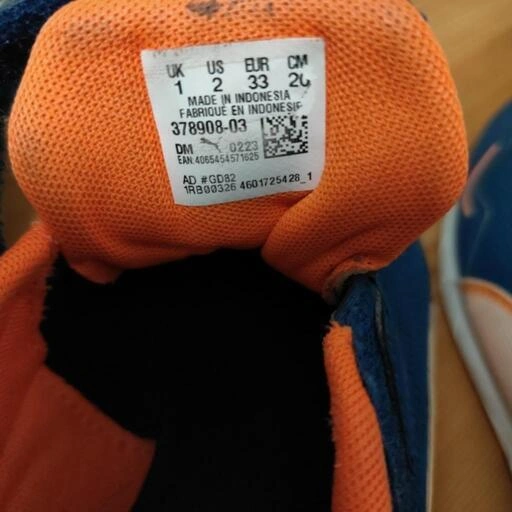 UK US EUR CM
1 2 33 20
MADE IN INDONESIA
FABRIQUE EN INDONESIE
378908-03
DM 0223
EAN:4065454571625
AD #GD82
1RB00326 4601725428_1